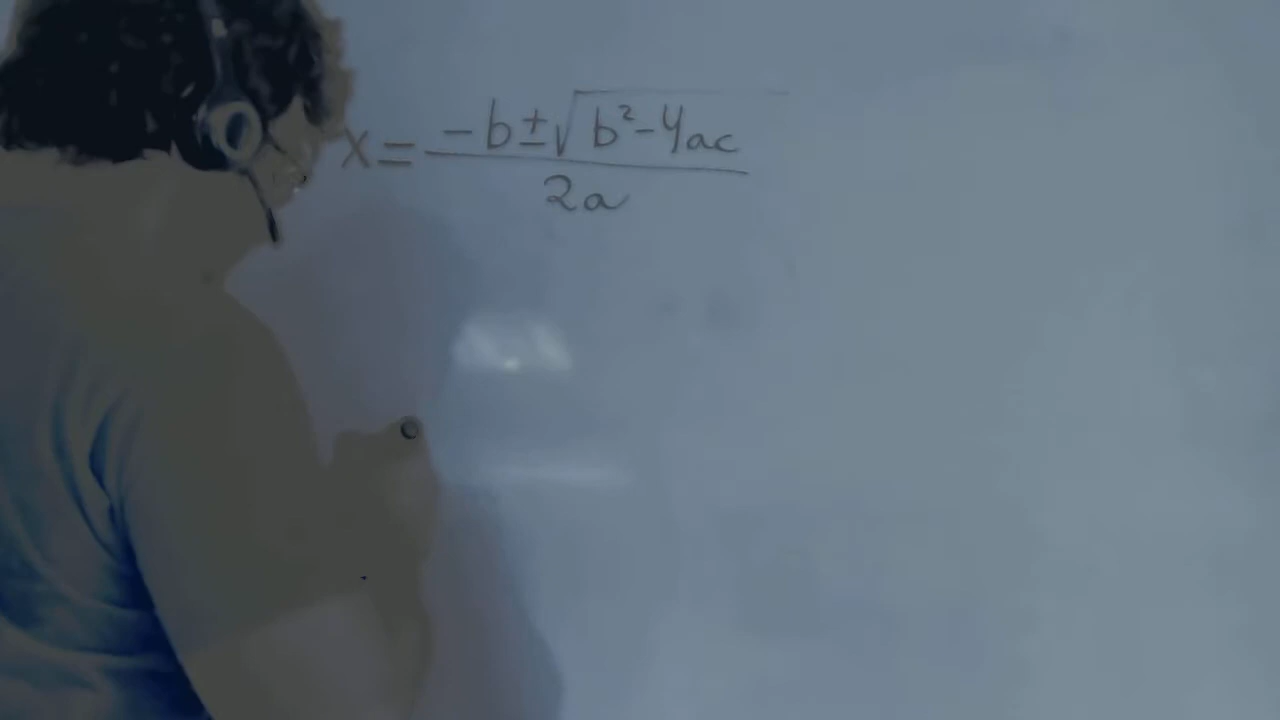 x = (-b ± √(b² - 4ac)) / 2a